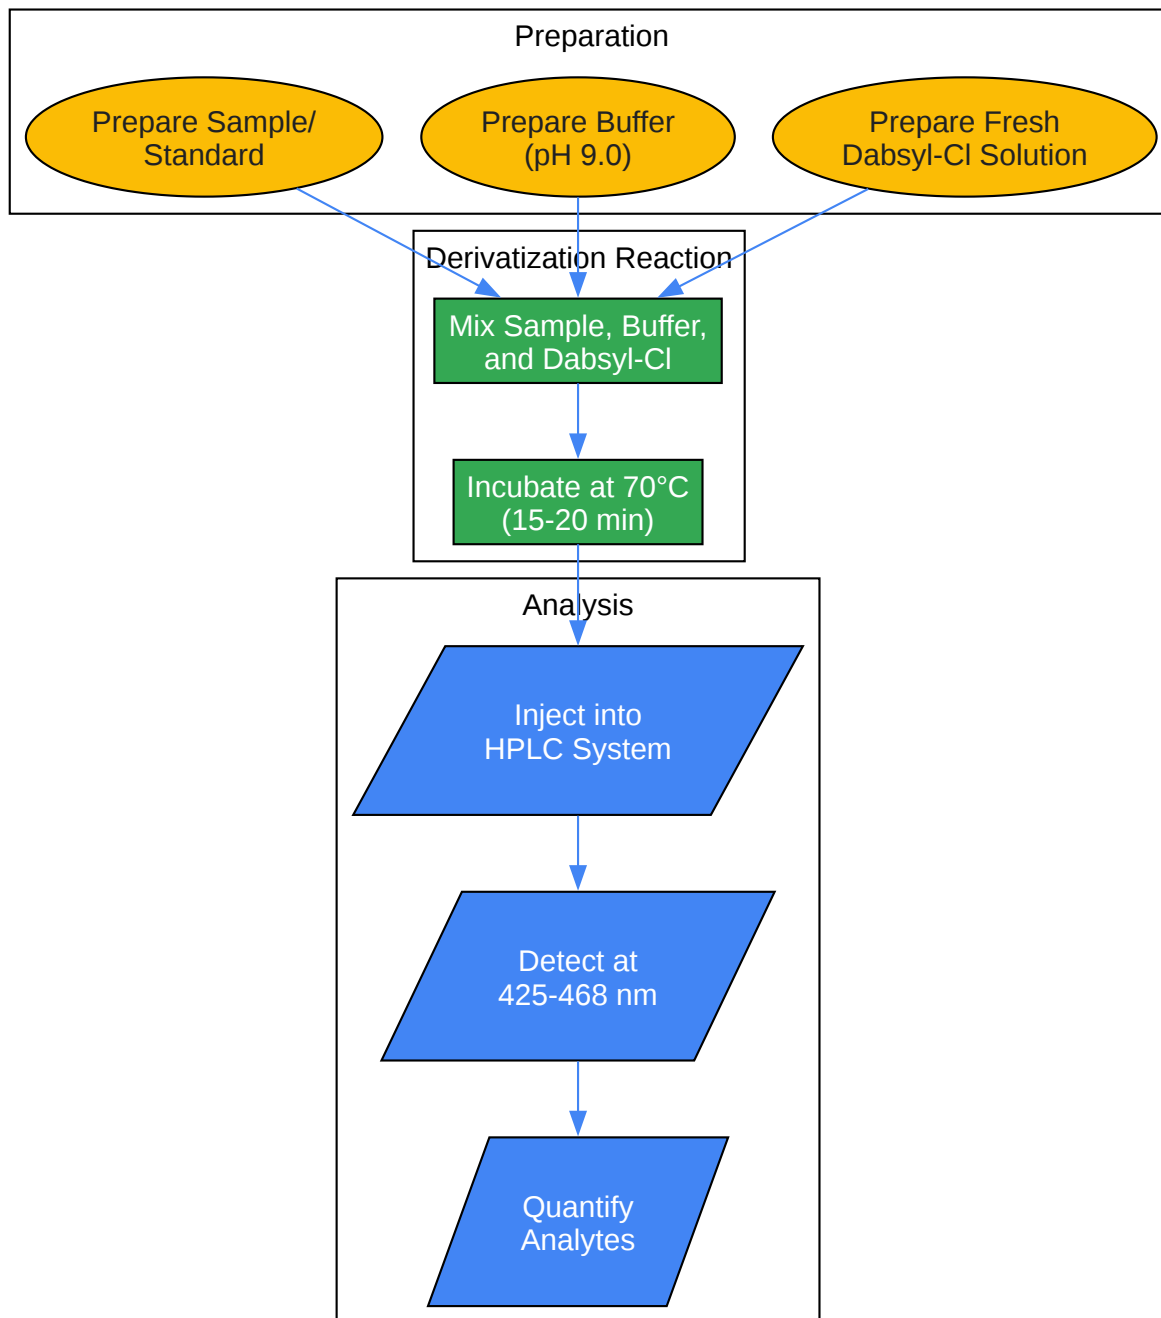 Preparation
Prepare Sample/
Standard
Prepare Buffer
(pH 9.0)
Prepare Fresh
Dabsyl-Cl Solution
Derivatization Reaction
Mix Sample, Buffer,
and Dabsyl-Cl
Incubate at 70°C
(15-20 min)
Analysis
Inject into
HPLC System
Detect at
425-468 nm
Quantify
Analytes